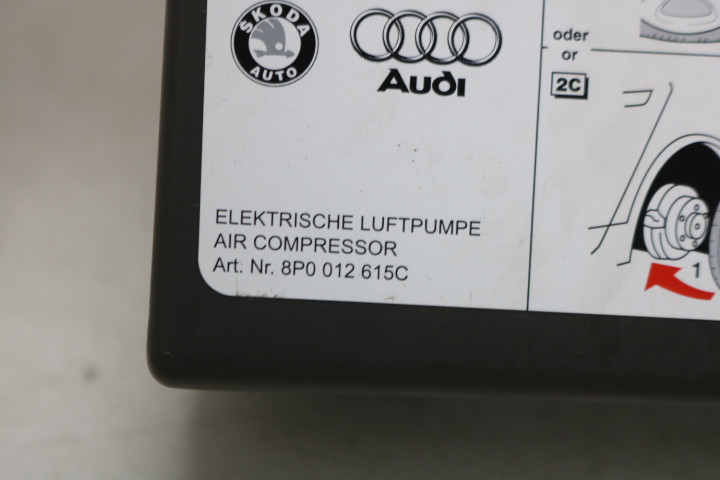 ŠKODA
AUTO
Audi
ELEKTRISCHE LUFTPUMPE
AIR COMPRESSOR
Art. Nr. 8P0 012 615C
oder
or
2C
1